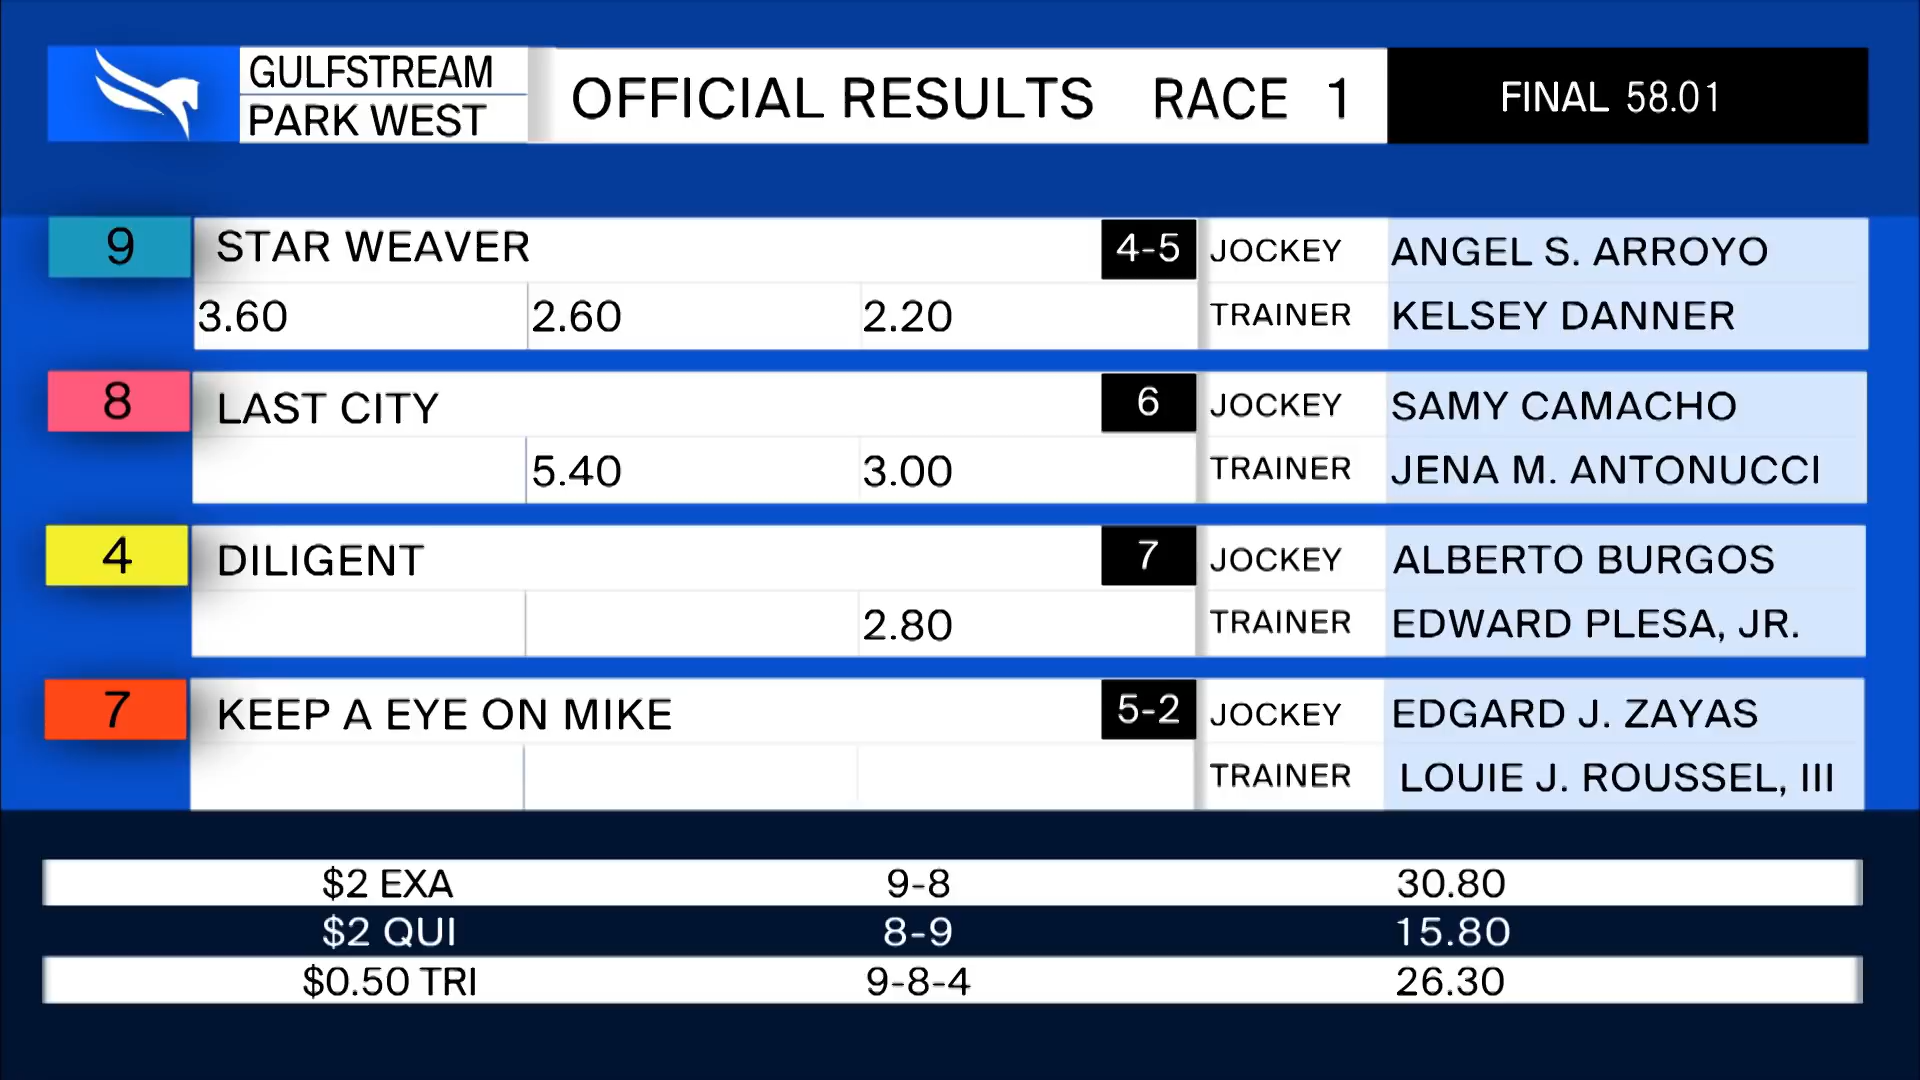 GULFSTREAM
PARK WEST
OFFICIAL RESULTS RACE 1
FINAL 58.01
9 STAR WEAVER 4-5 JOCKEY ANGEL S. ARROYO
3.60 2.60 2.20 TRAINER KELSEY DANNER
8 LAST CITY 6 JOCKEY SAMY CAMACHO
5.40 3.00 TRAINER JENA M. ANTONUCCI
4 DILIGENT 7 JOCKEY ALBERTO BURGOS
2.80 TRAINER EDWARD PLESA, JR.
7 KEEP A EYE ON MIKE 5-2 JOCKEY EDGARD J. ZAYAS
TRAINER LOUIE J. ROUSSEL, III
$2 EXA 9-8 30.80
$2 QUI 8-9 15.80
$0.50 TRI 9-8-4 26.30